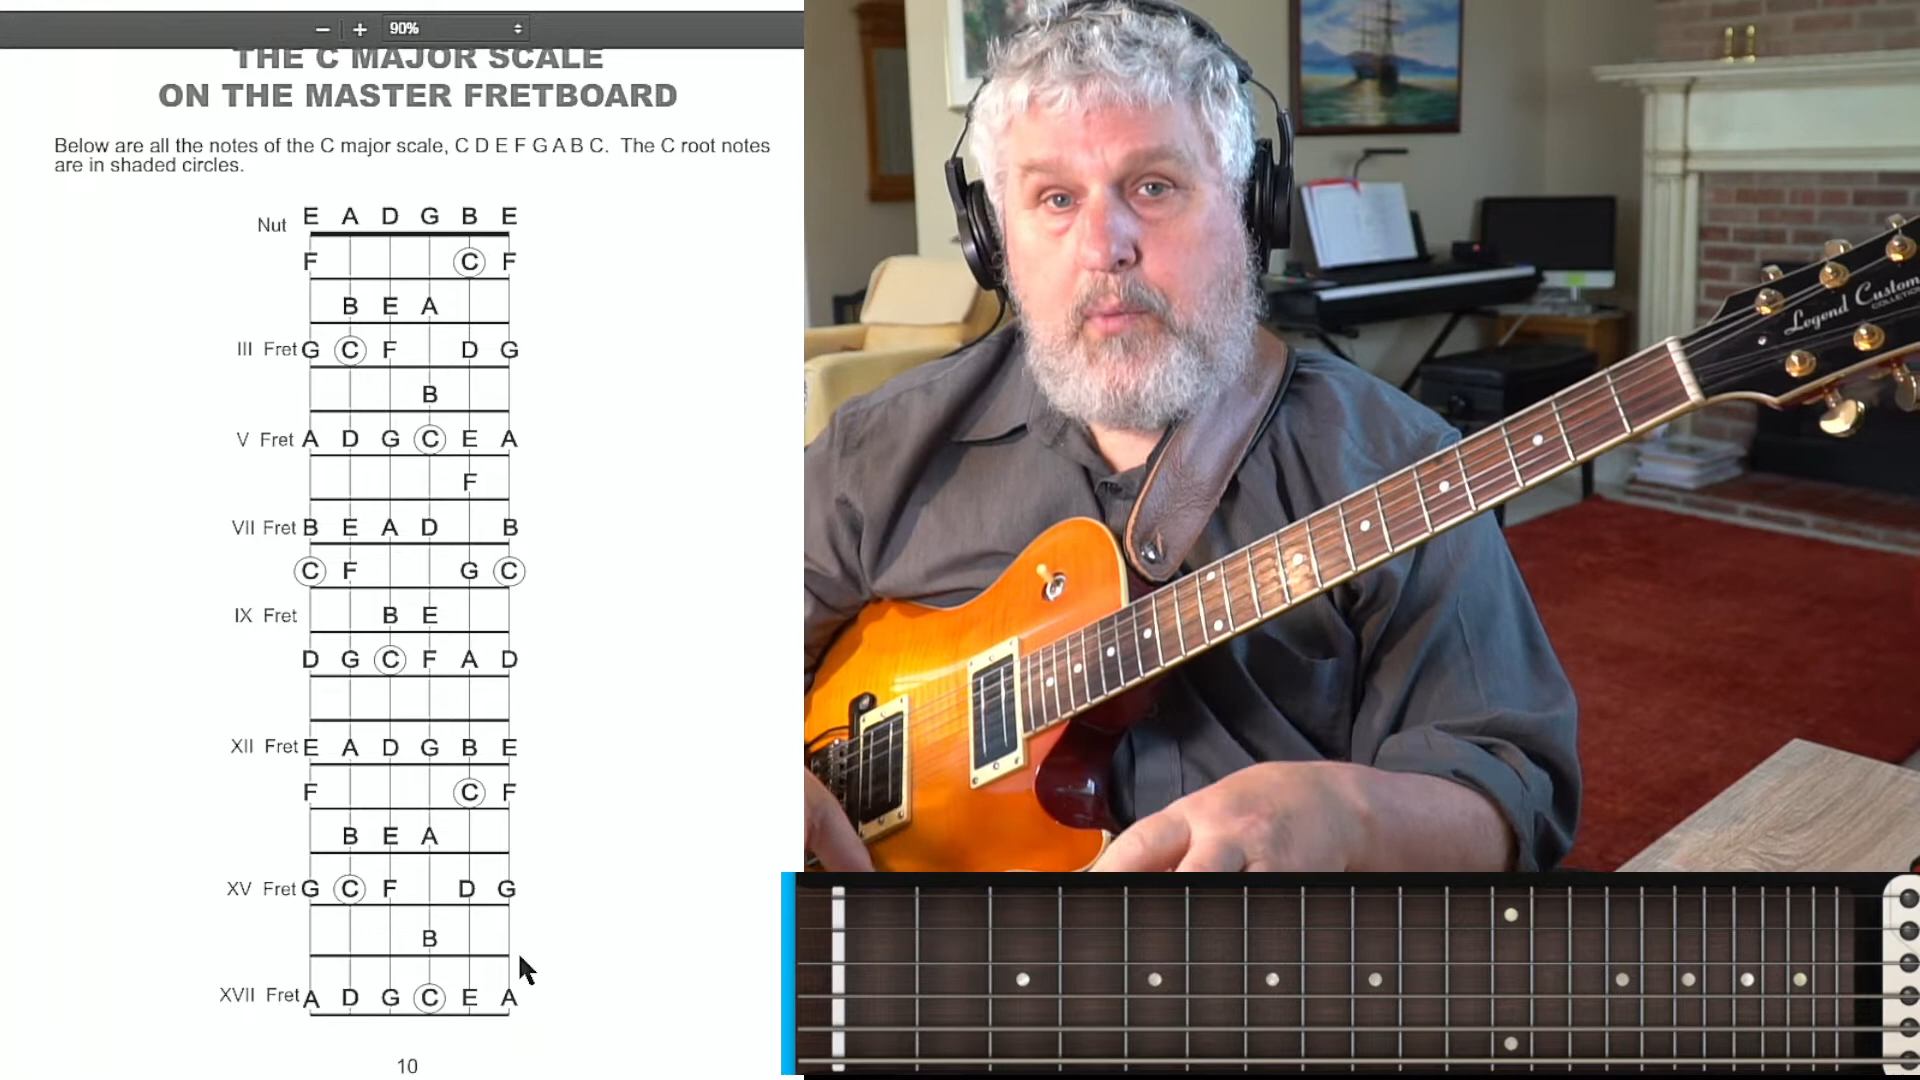 90%
THE C MAJOR SCALE
ON THE MASTER FRETBOARD
Below are all the notes of the C major scale, C D E F G A B C. The C root notes
are in shaded circles.
Nut E A D G B E
F C F
B E A
III Fret G C F D G
B
V Fret A D G C E A
F
VII Fret B E A D B
C F G C
IX Fret B E
D G C F A D
XII Fret E A D G B E
F C F
B E A
XV Fret G C F D G
B
XVII Fret A D G C E A
10
Legend Custom
COLLECTION